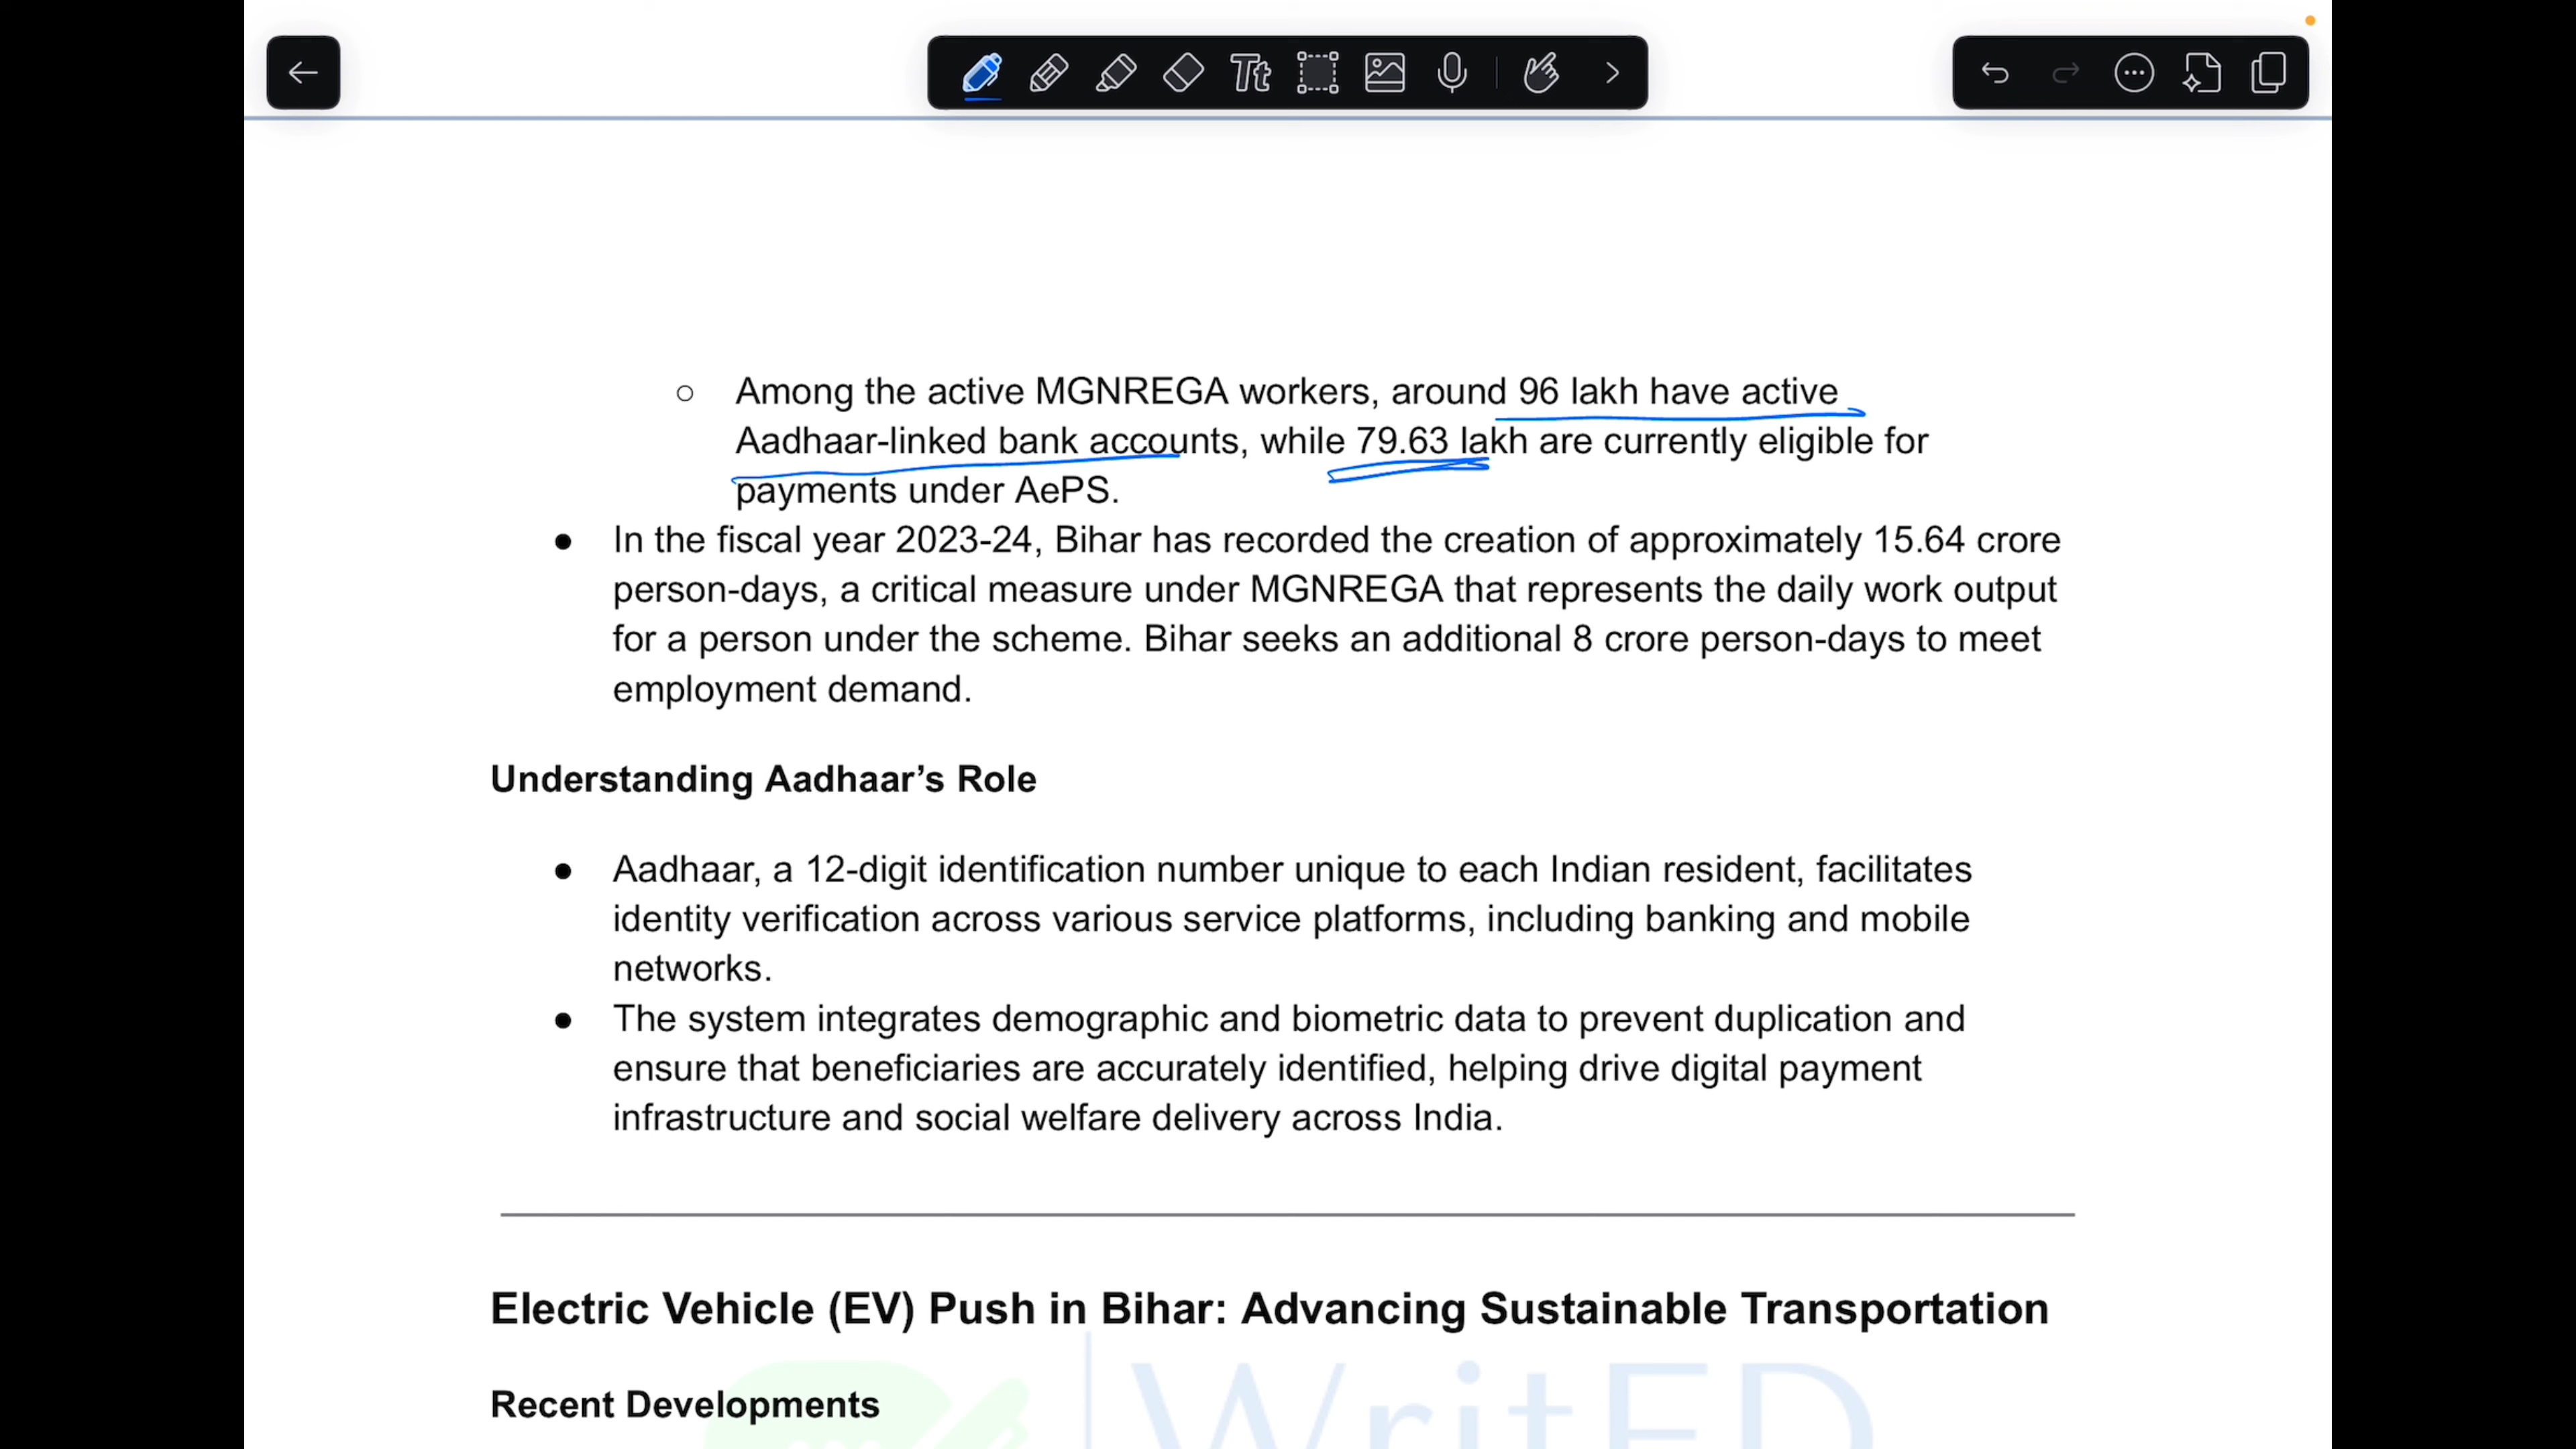 Tt
○ Among the active MGNREGA workers, around 96 lakh have active
Aadhaar-linked bank accounts, while 79.63 lakh are currently eligible for
payments under AePS.
● In the fiscal year 2023-24, Bihar has recorded the creation of approximately 15.64 crore
person-days, a critical measure under MGNREGA that represents the daily work output
for a person under the scheme. Bihar seeks an additional 8 crore person-days to meet
employment demand.
Understanding Aadhaar’s Role
● Aadhaar, a 12-digit identification number unique to each Indian resident, facilitates
identity verification across various service platforms, including banking and mobile
networks.
● The system integrates demographic and biometric data to prevent duplication and
ensure that beneficiaries are accurately identified, helping drive digital payment
infrastructure and social welfare delivery across India.
Electric Vehicle (EV) Push in Bihar: Advancing Sustainable Transportation
Recent Developments
WritED